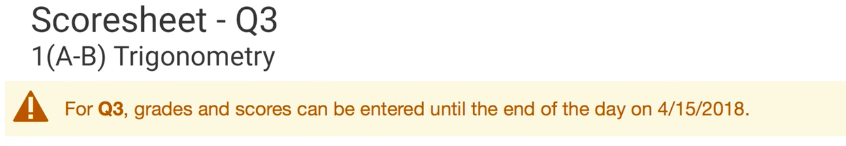 Scoresheet - Q3
1(A-B) Trigonometry
For Q3, grades and scores can be entered until the end of the day on 4/15/2018.